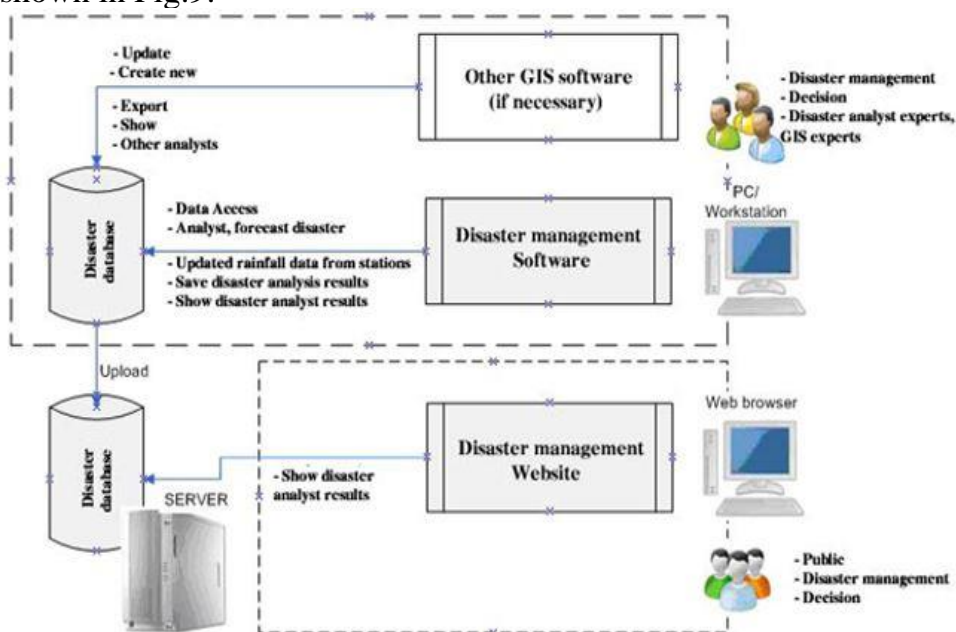 shown in Fig.9.
- Update
- Create new
- Export
- Show
- Other analysts
Other GIS software
(if necessary)
- Disaster management
- Decision
- Disaster analyst experts,
GIS experts
Disaster
database
- Data Access
- Analyst, forecast disaster
- Updated rainfall data from stations
- Save disaster analysis results
- Show disaster analyst results
Disaster management
Software
PC/
Workstation
Upload
Disaster
database
SERVER
- Show disaster
analyst results
Disaster management
Website
Web browser
- Public
- Disaster management
- Decision